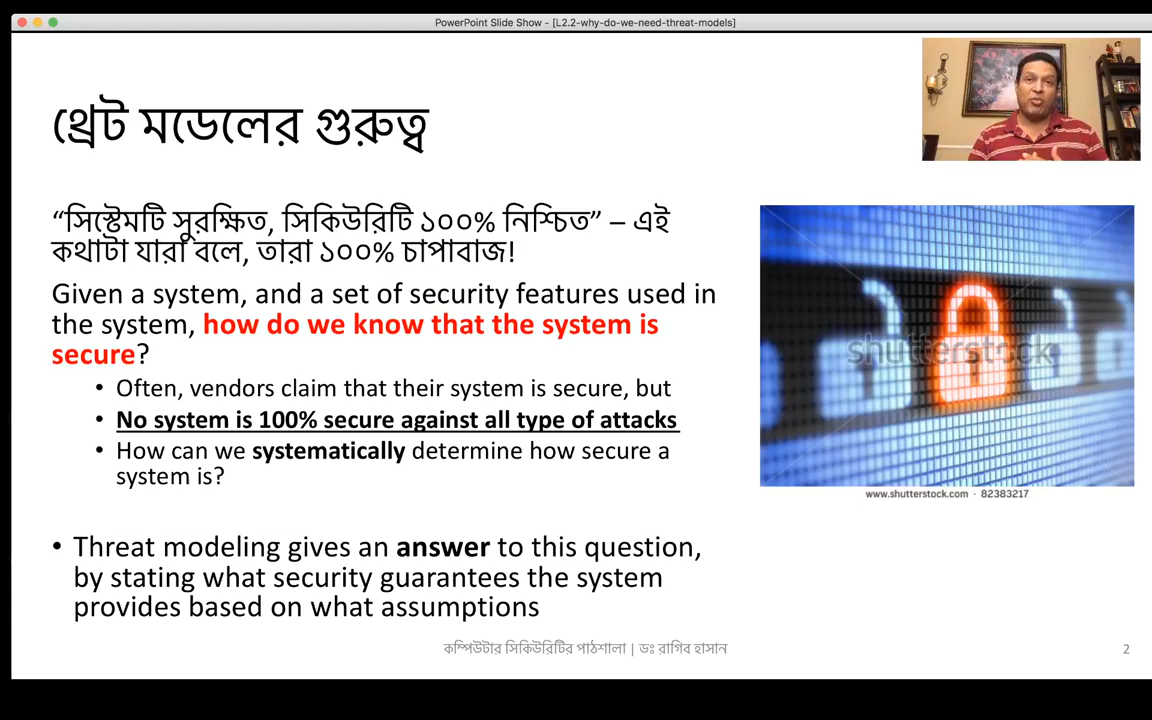 PowerPoint Slide Show - [L2.2-why-do-we-need-threat-models]
থ্রেট মডেলের গুরুত্ব
“সিস্টেমটি সুরক্ষিত, সিকিউরিটি ১০০% নিশ্চিত” – এই
কথাটা যারা বলে, তারা ১০০% চাপাবাজ!
Given a system, and a set of security features used in
the system, how do we know that the system is
secure?
• Often, vendors claim that their system is secure, but
• No system is 100% secure against all type of attacks
• How can we systematically determine how secure a
system is?
• Threat modeling gives an answer to this question,
by stating what security guarantees the system
provides based on what assumptions
shutterstock
www.shutterstock.com · 82383217
কম্পিউটার সিকিউরিটির পাঠশালা | ডঃ রাগিব হাসান
2